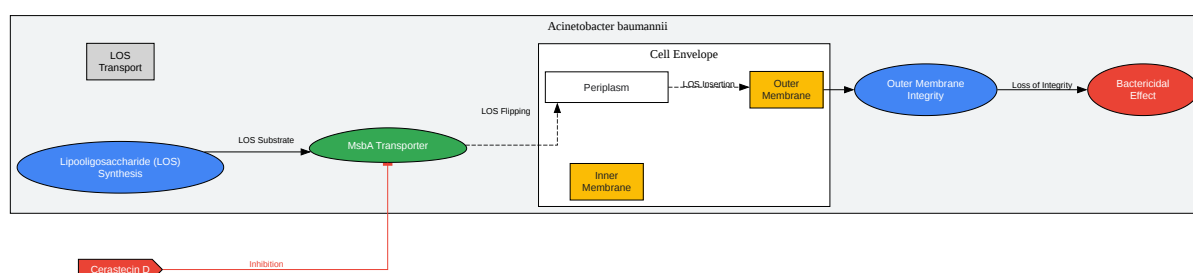 Acinetobacter baumannii
LOS
Transport
Cell Envelope
Periplasm
LOS Insertion
Outer
Membrane
Outer Membrane
Integrity
Loss of Integrity
Bactericidal
Effect
LOS Flipping
LOS Substrate
MsbA Transporter
Lipooligosaccharide (LOS)
Synthesis
Inner
Membrane
Cerastecin D
Inhibition